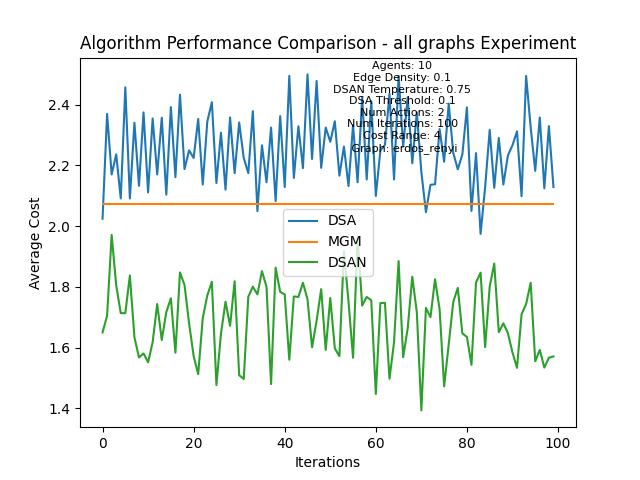 Algorithm Performance Comparison - all graphs Experiment
Agents: 10
Edge Density: 0.1
DSAN Temperature: 0.75
DSA Threshold: 0.1
Num Actions: 2
Num Iterations: 100
Cost Range: 4
Graph: erdos_renyi
2.4
2.2
2.0
1.8
1.6
1.4
Average Cost
DSA
MGM
DSAN
0
20
40
60
80
100
Iterations